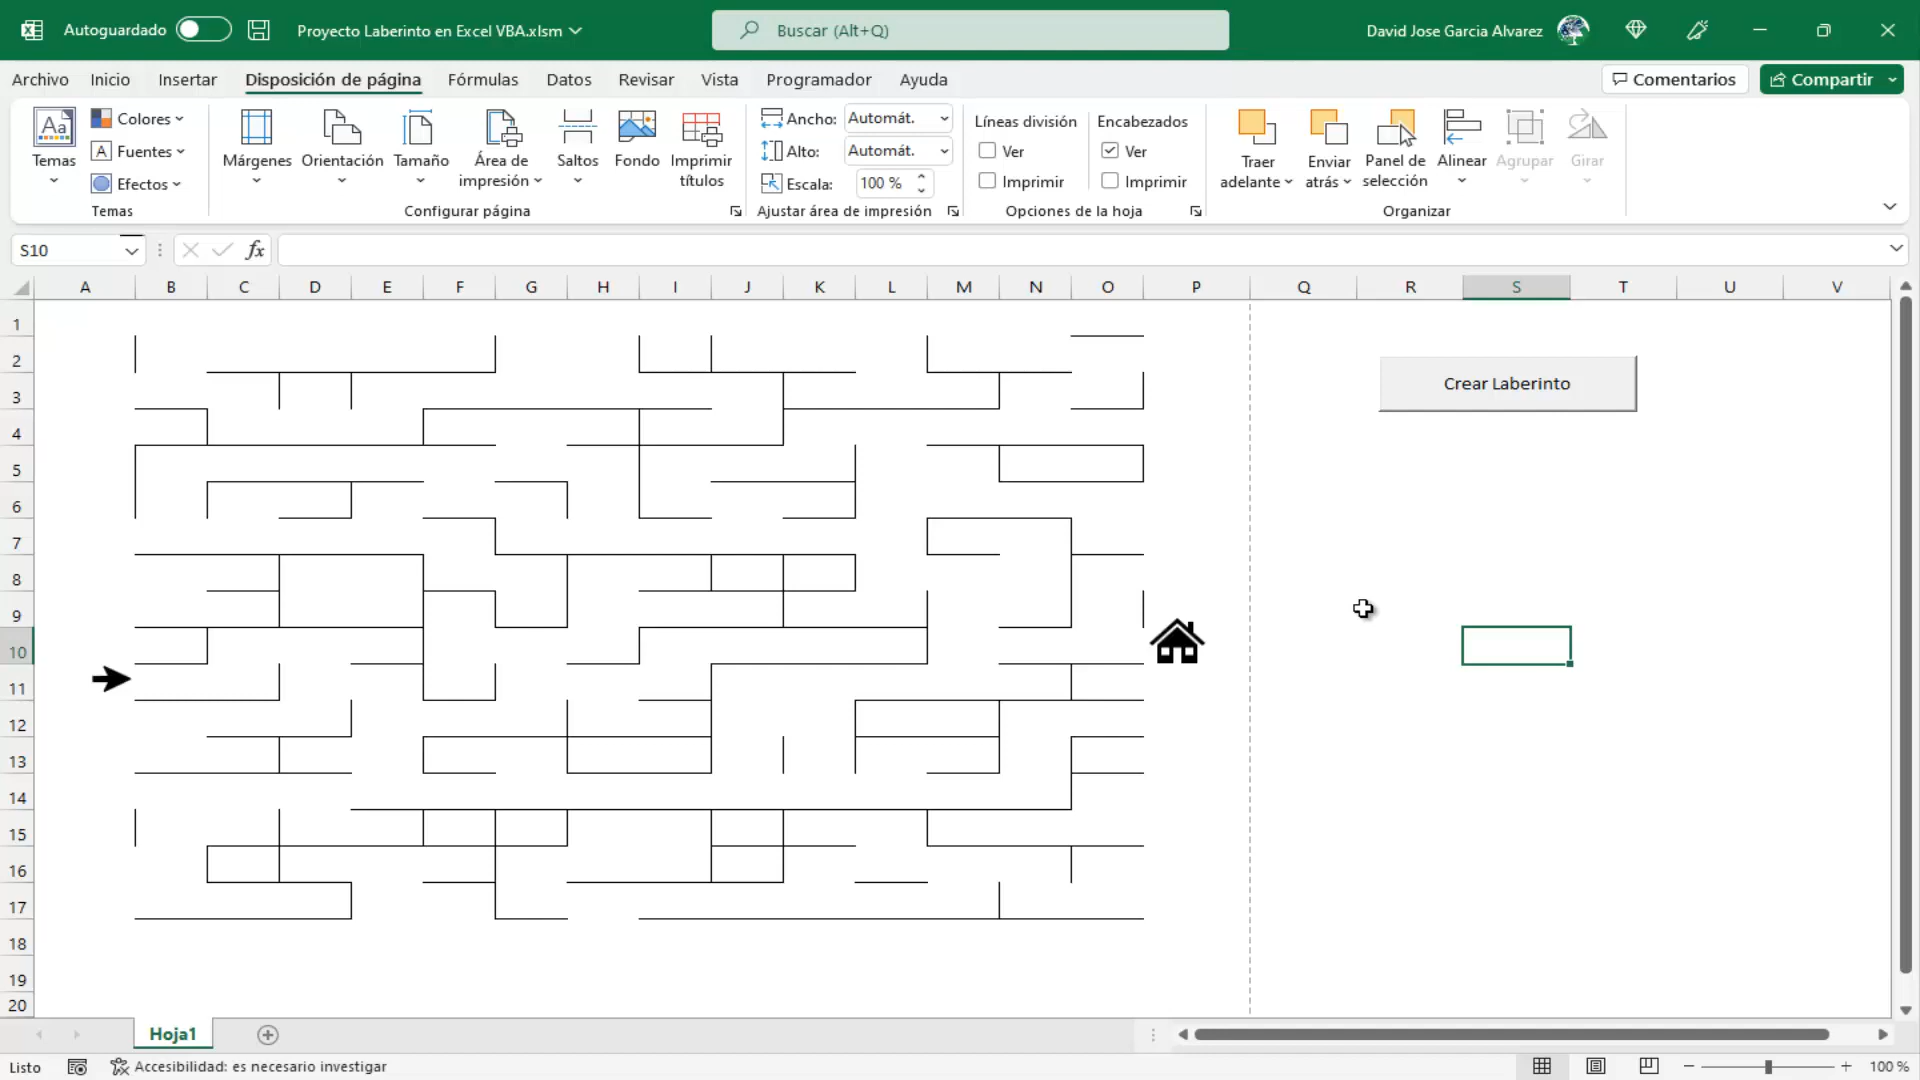 Autoguardado
Proyecto Laberinto en Excel VBA.xlsm
Buscar (Alt+Q)
David Jose Garcia Alvarez
Archivo Inicio Insertar Disposición de página Fórmulas Datos Revisar Vista Programador Ayuda
Comentarios
Compartir
Temas
Colores
Fuentes
Efectos
Temas
Márgenes
Orientación
Tamaño
Área de impresión
Saltos
Fondo
Imprimir títulos
Configurar página
Ancho: Automát.
Alto: Automát.
Escala: 100 %
Ajustar área de impresión
Líneas división
Ver
Imprimir
Encabezados
Ver
Imprimir
Opciones de la hoja
Traer adelante
Enviar atrás
Panel de selección
Alinear
Agrupar
Girar
Organizar
S10
fx
A B C D E F G H I J K L M N O P Q R S T U V
1
2
3
4
5
6
7
8
9
10
11
12
13
14
15
16
17
18
19
20
Crear Laberinto
Hoja1
Listo
Accesibilidad: es necesario investigar
100 %